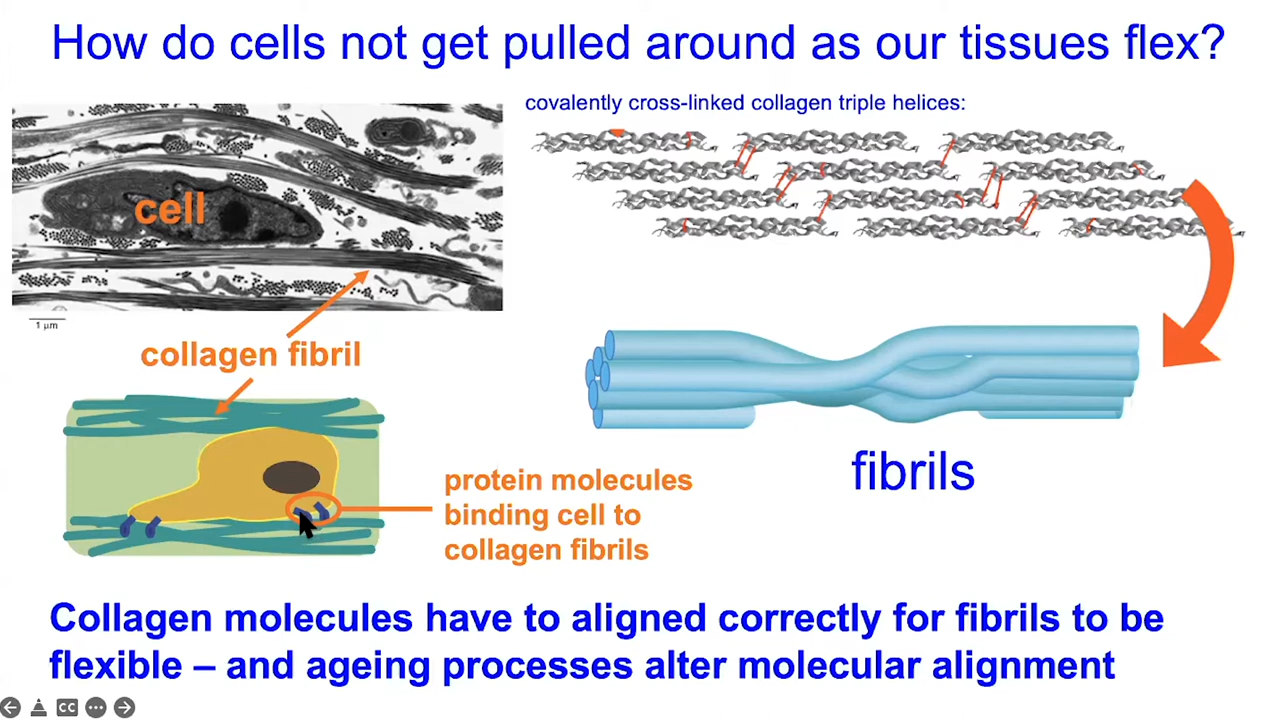 How do cells not get pulled around as our tissues flex?
covalently cross-linked collagen triple helices:
cell
1 μm
collagen fibril
protein molecules
binding cell to
collagen fibrils
fibrils
Collagen molecules have to aligned correctly for fibrils to be
flexible – and ageing processes alter molecular alignment
CC